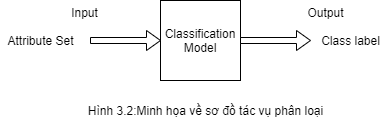 Input
Output
Attribute Set
Classification
Model
Class label
Hình 3.2:Minh họa về sơ đồ tác vụ phân loại